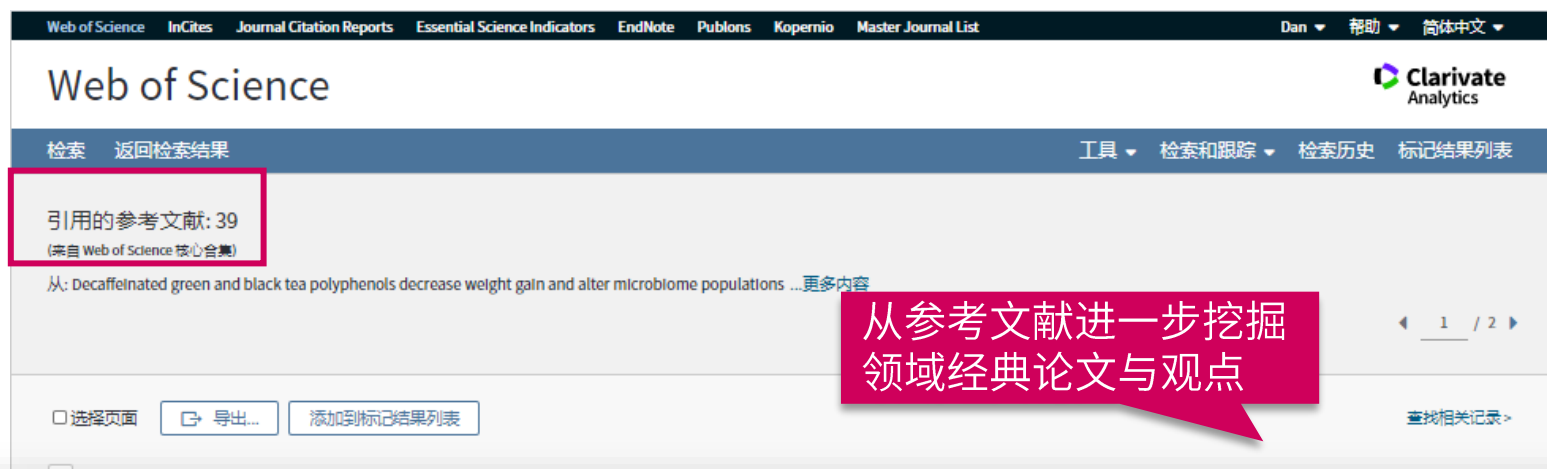 Web of Science InCites Journal Citation Reports Essential Science Indicators EndNote Publons Kopernio Master Journal List Dan 帮助 简体中文
Web of Science
Clarivate
Analytics
检索 返回检索结果 工具 检索和跟踪 检索历史 标记结果列表
引用的参考文献: 39
(来自 Web of Science 核心合集)
从: Decaffeinated green and black tea polyphenols decrease weight gain and alter microbiome populations ...更多内容
从参考文献进一步挖掘
领域经典论文与观点
1 / 2
选择页面 导出... 添加到标记结果列表 查找相关记录>